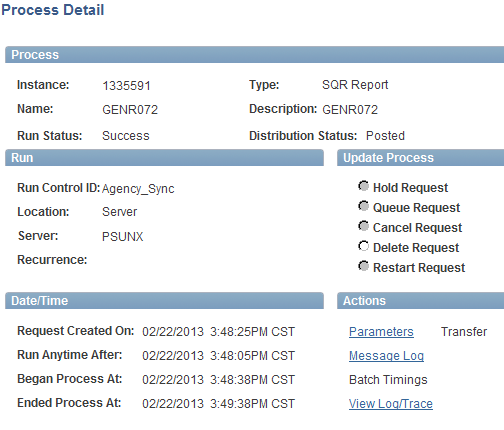 Process Detail
Process
Instance: 1335591 Type: SQR Report
Name: GENR072 Description: GENR072
Run Status: Success Distribution Status: Posted
Run
Run Control ID: Agency_Sync
Location: Server
Server: PSUNX
Recurrence:
Update Process
Hold Request
Queue Request
Cancel Request
Delete Request
Restart Request
Date/Time
Request Created On: 02/22/2013 3:48:25PM CST
Run Anytime After: 02/22/2013 3:48:05PM CST
Began Process At: 02/22/2013 3:48:38PM CST
Ended Process At: 02/22/2013 3:49:38PM CST
Actions
Parameters Transfer
Message Log
Batch Timings
View Log/Trace